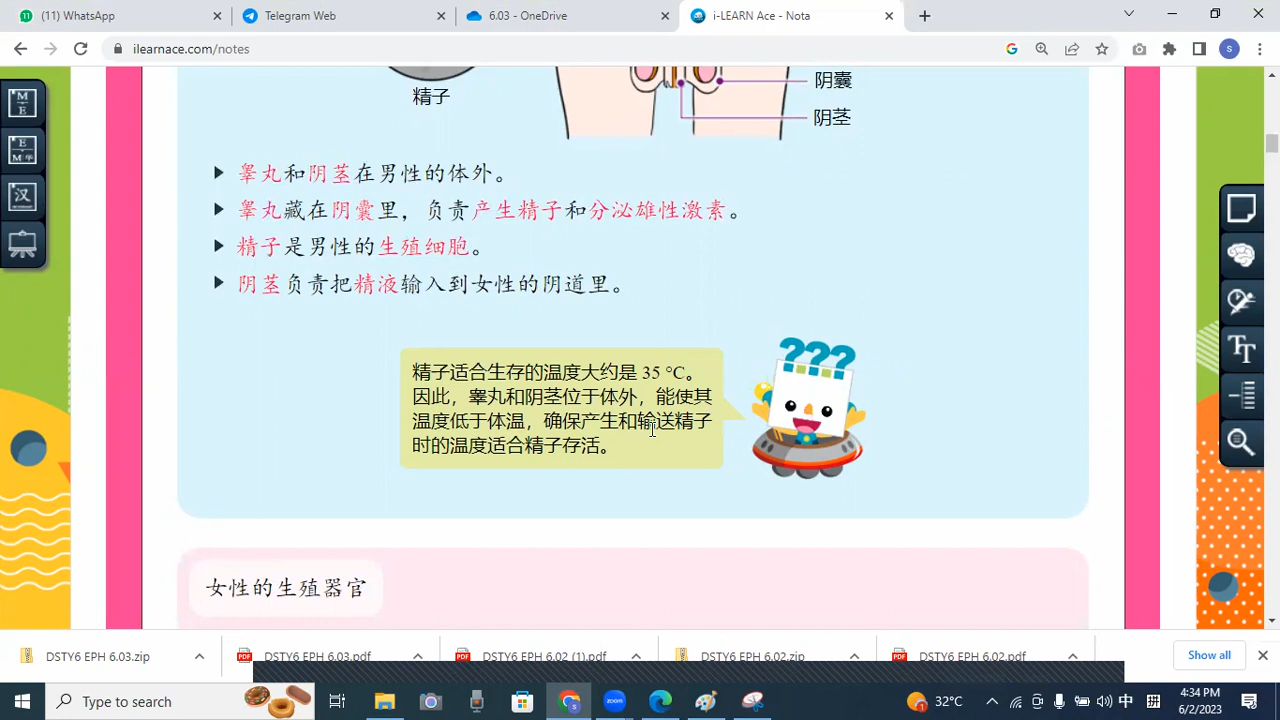 (11) WhatsApp
Telegram Web
6.03 - OneDrive
i-LEARN Ace - Nota
ilearnace.com/notes
S
M
E
E
M 学
汉
TT
精子
阴囊
阴茎
睾丸和阴茎在男性的体外。
睾丸藏在阴囊里，负责产生精子和分泌雄性激素。
精子是男性的生殖细胞。
阴茎负责把精液输入到女性的阴道里。
???
精子适合生存的温度大约是 35 °C。
因此，睾丸和阴茎位于体外，能使其
温度低于体温，确保产生和输送精子
时的温度适合精子存活。
女性的生殖器官
DSTY6 EPH 6.03.zip
DSTY6 EPH 6.03.pdf
DSTY6 EPH 6.02 (1).pdf
DSTY6 EPH 6.02.zip
DSTY6 EPH 6.02.pdf
Show all
Type here to search
zoom
32°C
中
拼
4:34 PM
6/2/2023